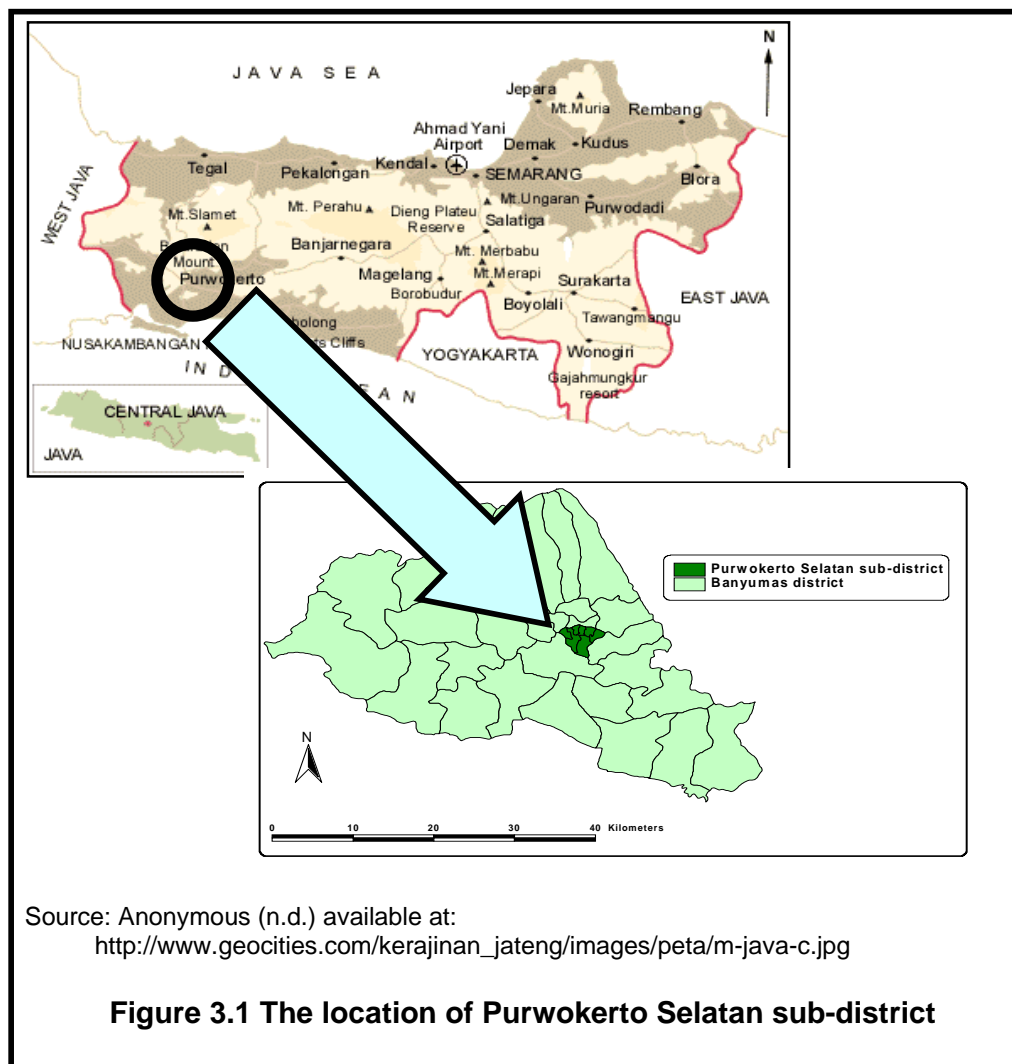 N
JAVA SEA
Jepara
Mt.Muria
Rembang
Ahmad Yani
Airport
Demak
Kudus
Tegal
Pekalongan
Kendal
SEMARANG
Blora
WEST JAVA
Mt.Slamet
Mt. Perahu
Dieng Plateu
Reserve
Mt.Ungaran
Purwodadi
Salatiga
Mount.
Banjarnegara
Mt. Merbabu
Purwokerto
Magelang
Mt.Merapi
Surakarta
EAST JAVA
Borobudur
Boyolali
Tawangmangu
NUSAKAMBANGAN
Cliffs
YOGYAKARTA
Wonogiri
Gajahmungkur
resort
CENTRAL JAVA
JAVA
Purwokerto Selatan sub-district
Banyumas district
N
0 10 20 30 40 Kilometers
Source: Anonymous (n.d.) available at:
http://www.geocities.com/kerajinan_jateng/images/peta/m-java-c.jpg
Figure 3.1 The location of Purwokerto Selatan sub-district